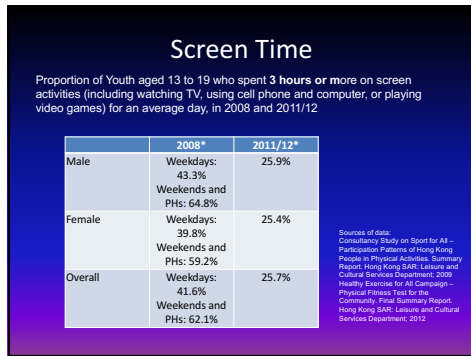 Screen Time
Proportion of Youth aged 13 to 19 who spent 3 hours or more on screen
activities (including watching TV, using cell phone and computer, or playing
video games) for an average day, in 2008 and 2011/12
2008* 2011/12*
Male Weekdays: 25.9%
43.3%
Weekends and
PHs: 64.8%
Female Weekdays: 25.4%
39.8%
Weekends and
PHs: 59.2%
Overall Weekdays: 25.7%
41.6%
Weekends and
PHs: 62.1%
Sources of data:
Consultancy Study on Sport for All –
Participation Patterns of Hong Kong
People in Physical Activities. Summary
Report. Hong Kong SAR: Leisure and
Cultural Services Department; 2009
Healthy Exercise for All Campaign –
Physical Fitness Test for the
Community. Final Summary Report.
Hong Kong SAR: Leisure and Cultural
Services Department; 2012